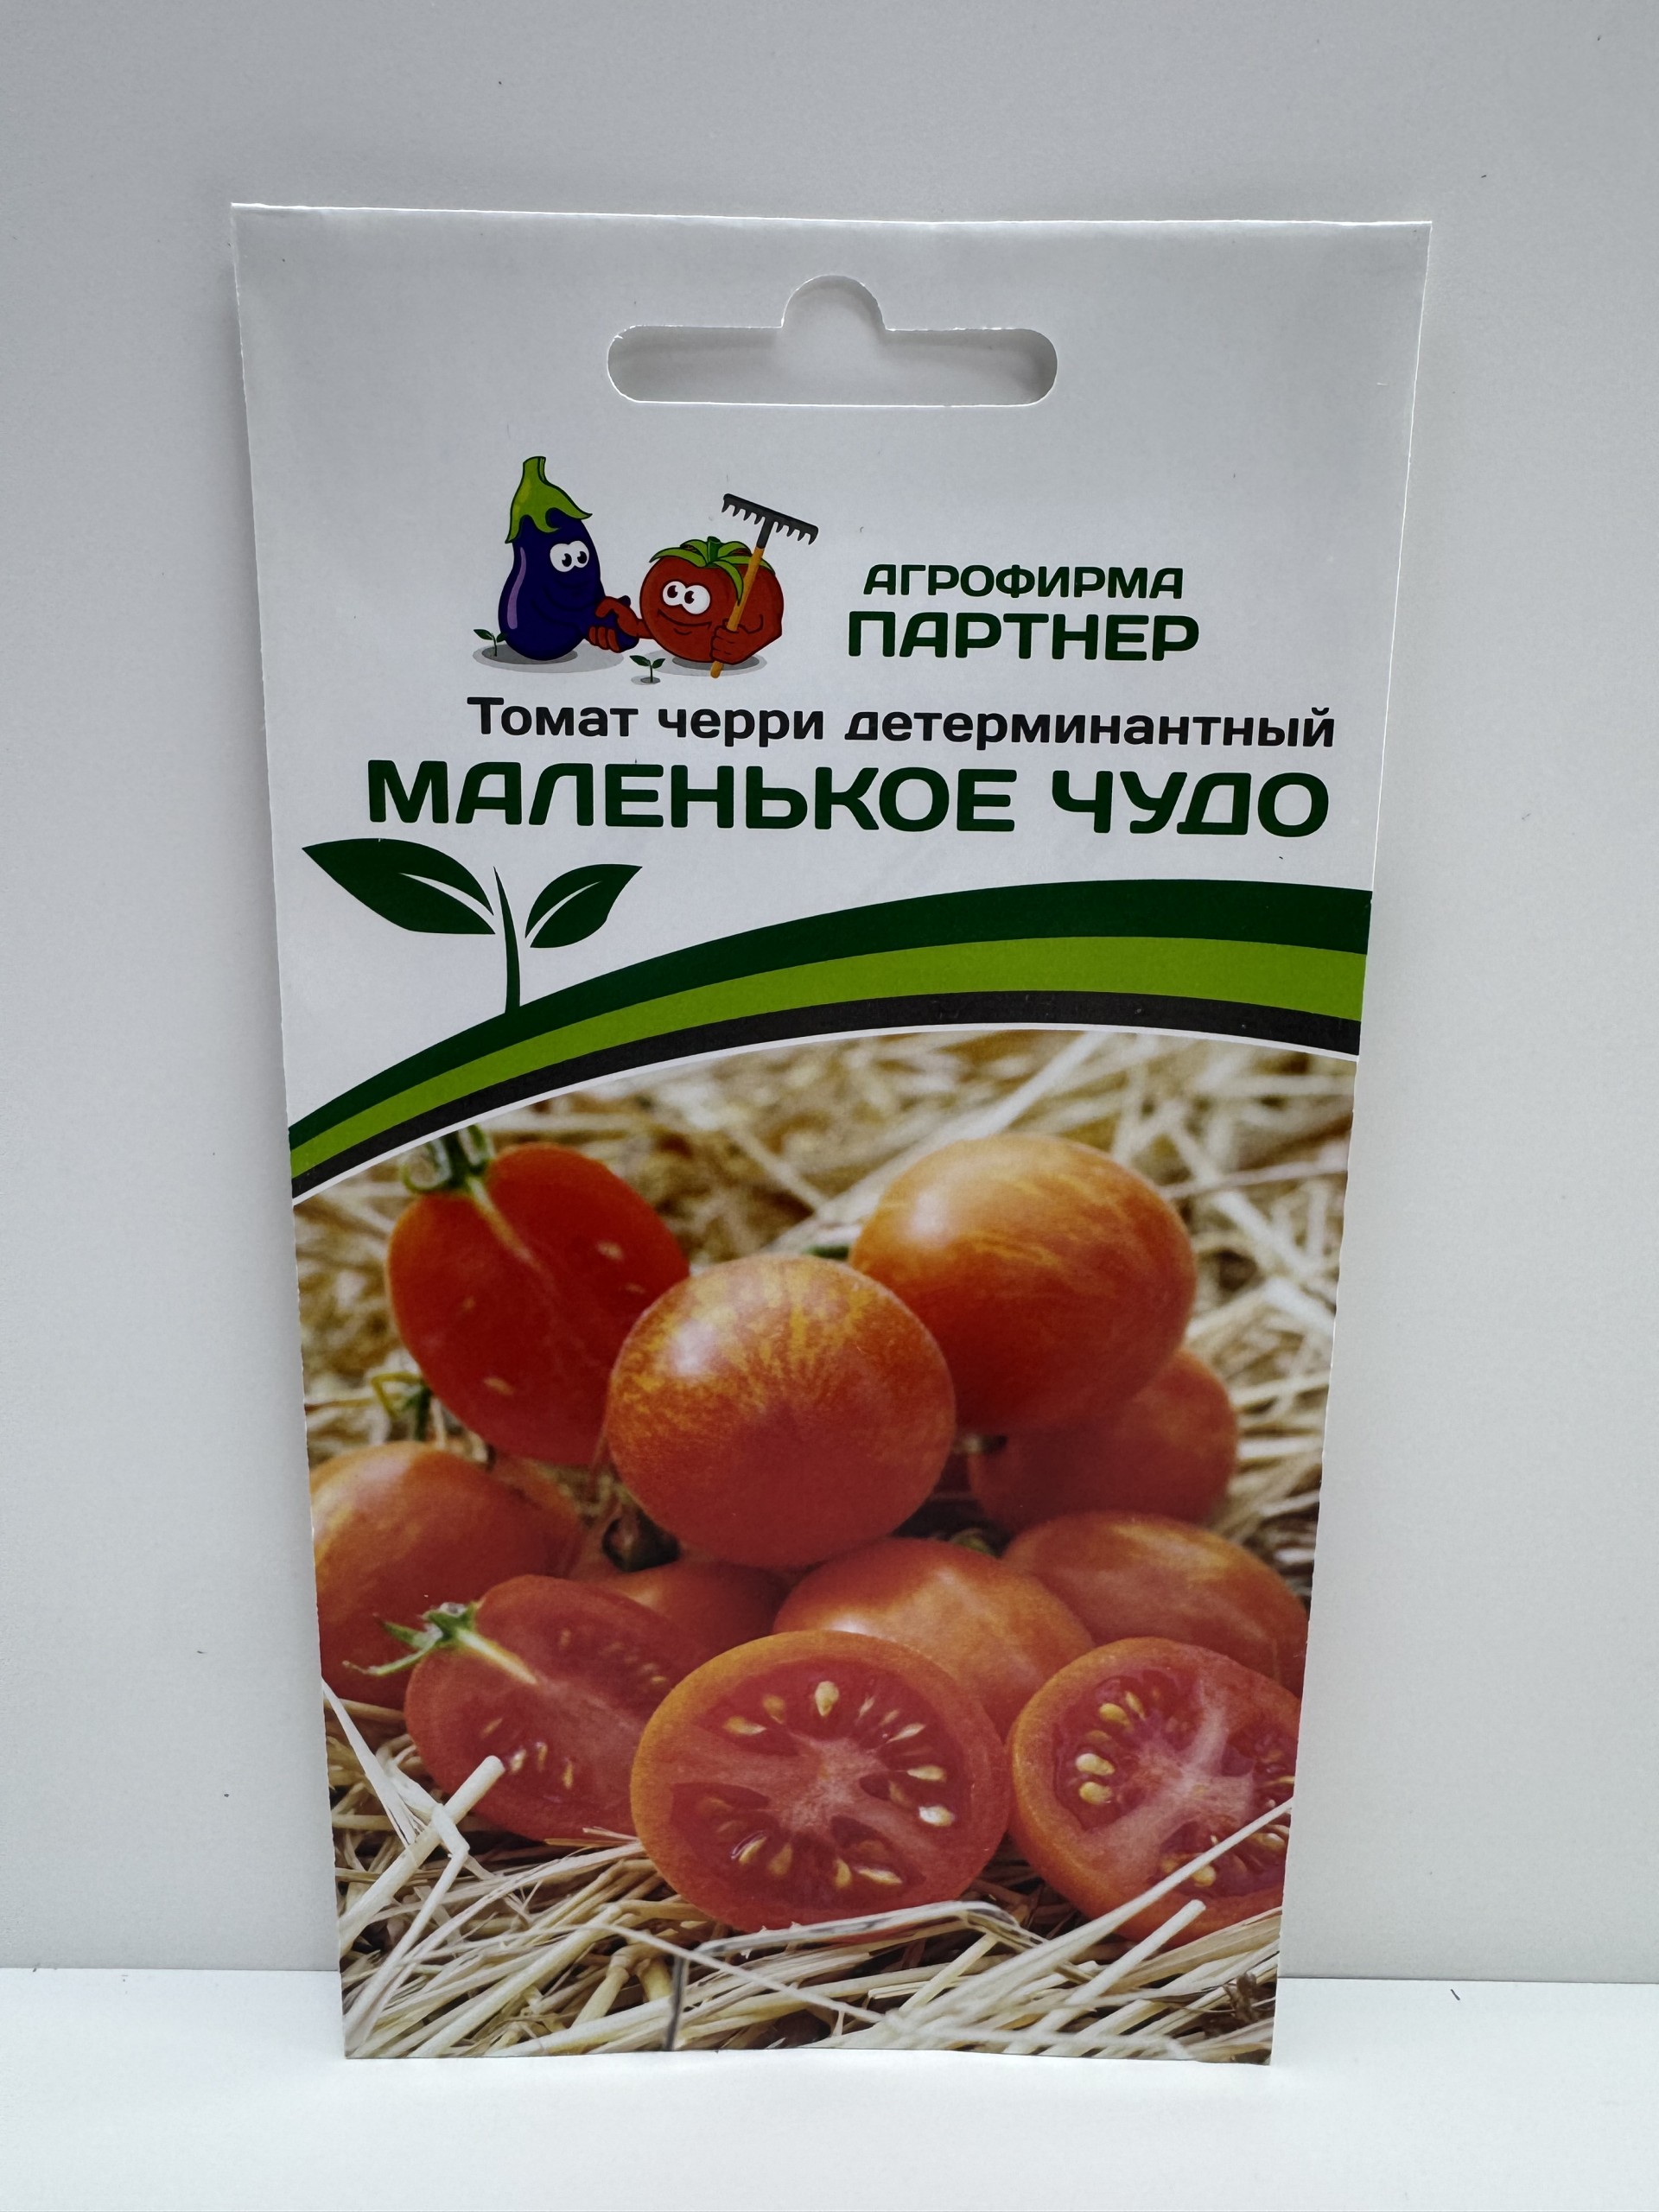 АГРОФИРМА
ПАРТНЕР
Томат черри детерминантный
МАЛЕНЬКОЕ ЧУДО